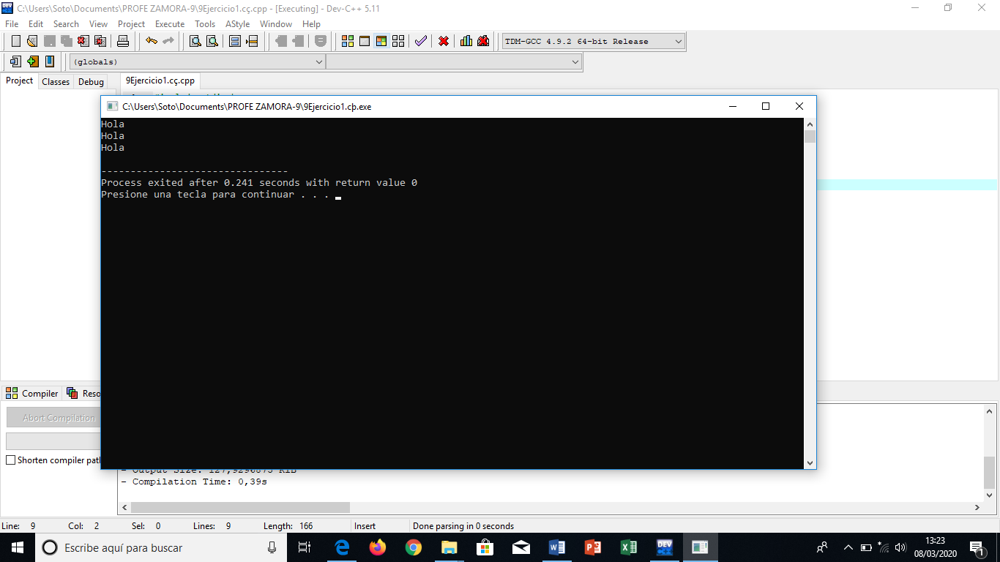 C:\Users\Soto\Documents\PROFE ZAMORA-9\9Ejercicio1.cç.cpp - [Executing] - Dev-C++ 5.11
File Edit Search View Project Execute Tools AStyle Window Help
TDM-GCC 4.9.2 64-bit Release
(globals)
Project Classes Debug
9Ejercicio1.cç.cpp
C:\Users\Soto\Documents\PROFE ZAMORA-9\9Ejercicio1.cþ.exe
Hola
Hola
Hola
--------------------------------
Process exited after 0.241 seconds with return value 0
Presione una tecla para continuar . . .
Compiler Reso
Abort Compilation
Shorten compiler path
- Output Size: 127,9296875 KiB
- Compilation Time: 0,39s
Line: 9 Col: 2 Sel: 0 Lines: 9 Length: 166 Insert Done parsing in 0 seconds
Escribe aquí para buscar
DEV
13:23
08/03/2020
1